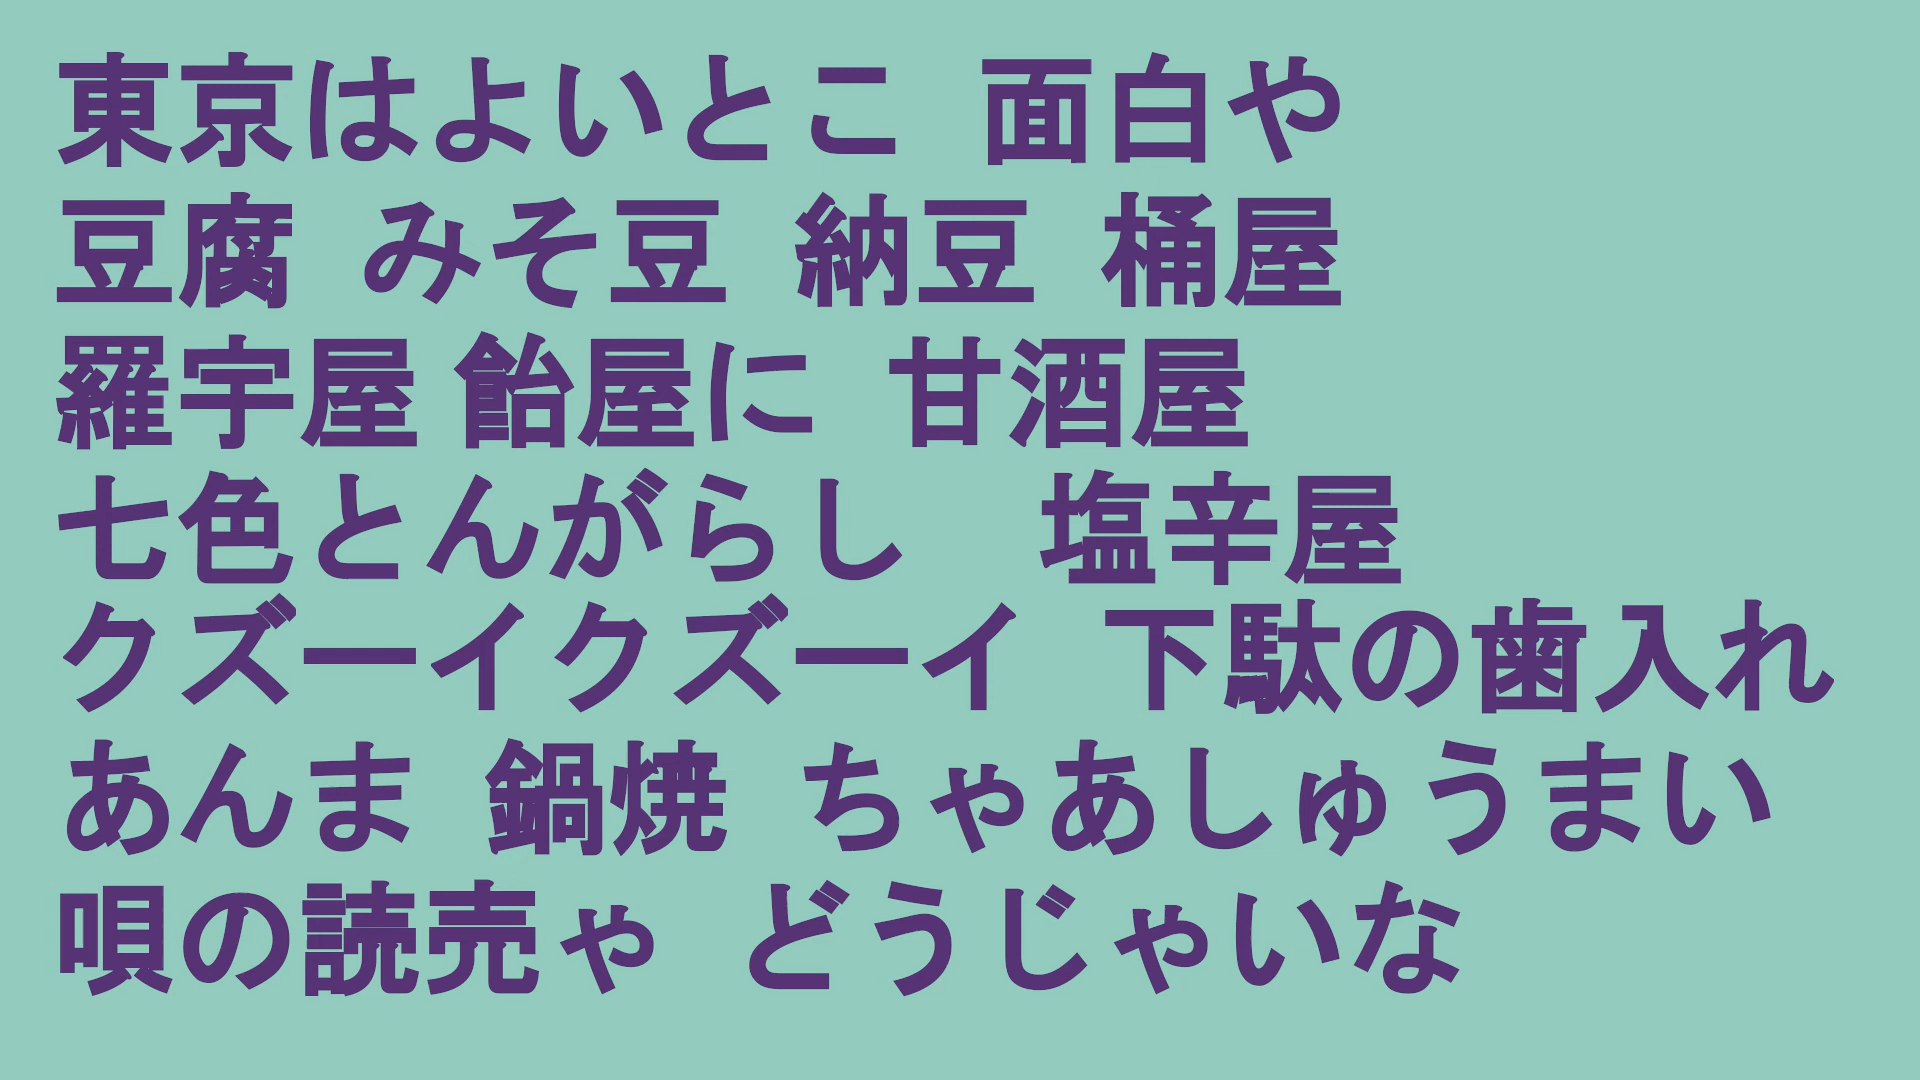 東京はよいとこ 面白や
豆腐 みそ豆 納豆 桶屋
羅宇屋 飴屋に 甘酒屋
七色とんがらし 塩辛屋
クズーイクズーイ 下駄の歯入れ
あんま 鍋焼 ちゃあしゅうまい
唄の読売ゃ どうじゃいな